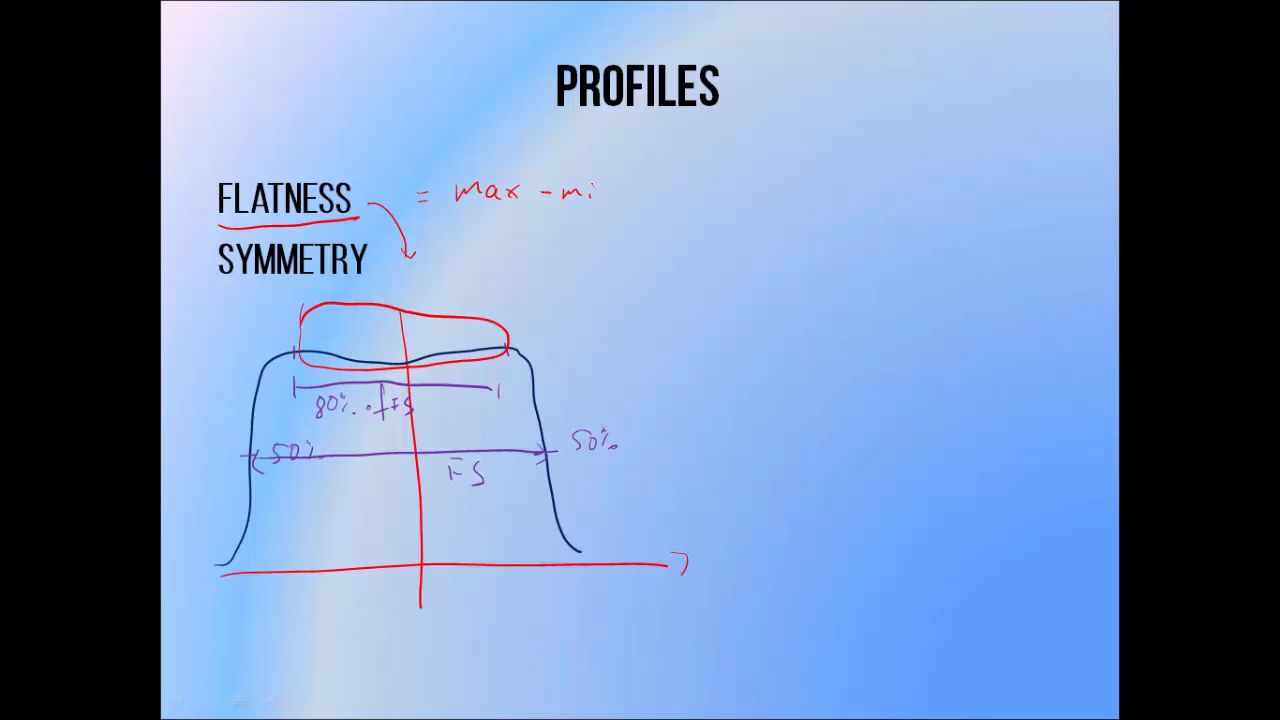 PROFILES
FLATNESS = max - mi
SYMMETRY
80% of FS
50% 50%
FS